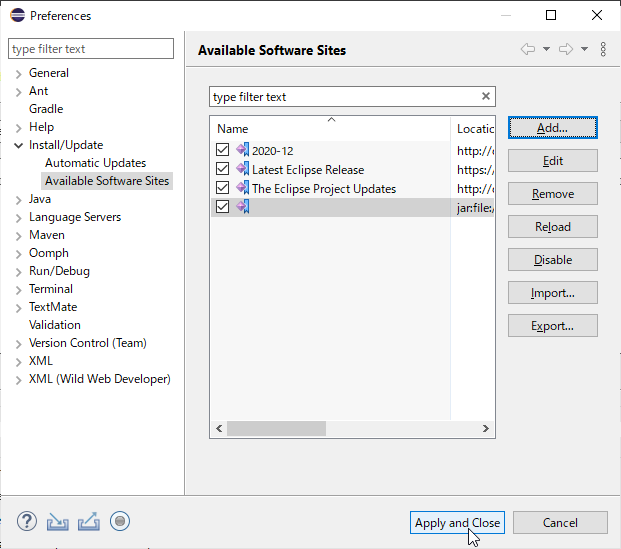 Preferences
type filter text
General
Ant
Gradle
Help
Install/Update
Automatic Updates
Available Software Sites
Java
Language Servers
Maven
Oomph
Run/Debug
Terminal
TextMate
Validation
Version Control (Team)
XML
XML (Wild Web Developer)
Available Software Sites
type filter text
Name Locatio
2020-12 http://
Latest Eclipse Release https:/
The Eclipse Project Updates http://
jar:file:/
Add...
Edit
Remove
Reload
Disable
Import...
Export...
Apply and Close
Cancel